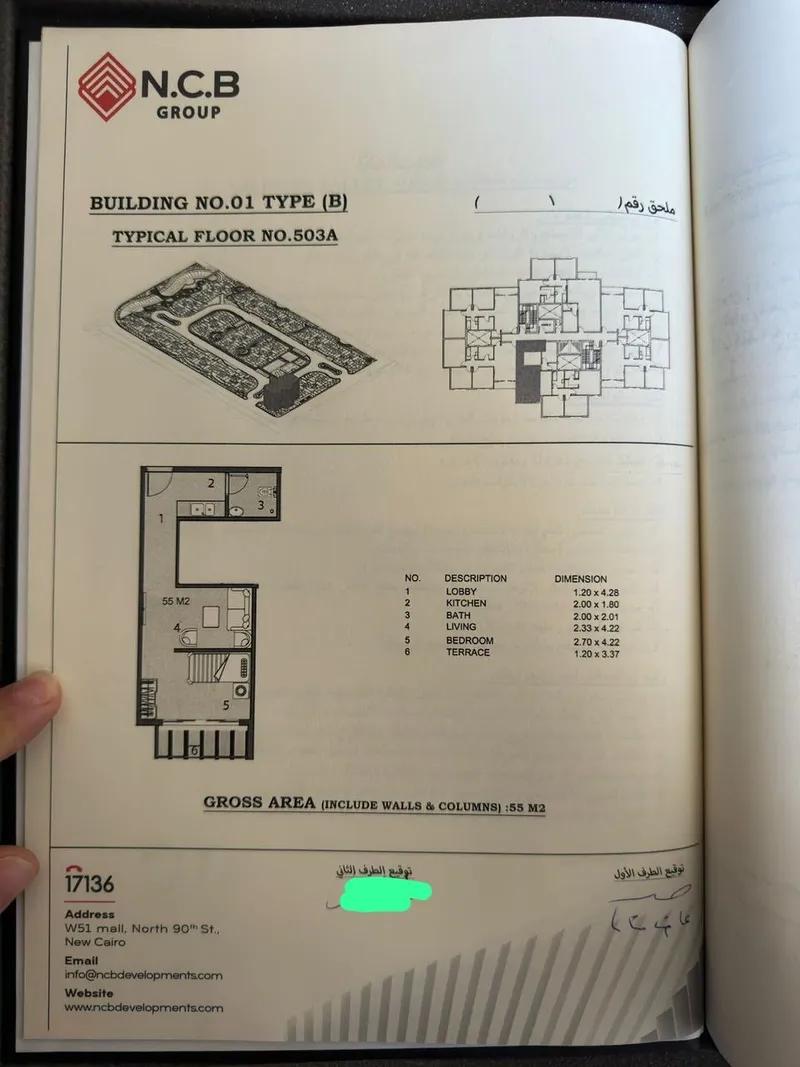 N.C.B
GROUP
BUILDING NO.01 TYPE (B)
ملحق رقم( ١ )
TYPICAL FLOOR NO.503A
2
3
1
55 M2
4
5
6
NO. DESCRIPTION DIMENSION
1 LOBBY 1.20 x 4.28
2 KITCHEN 2.00 x 1.80
3 BATH 2.00 x 2.01
4 LIVING 2.33 x 4.22
5 BEDROOM 2.70 x 4.22
6 TERRACE 1.20 x 3.37
GROSS AREA (INCLUDE WALLS & COLUMNS) :55 M2
توقيع الطرف الأول
توقيع الطرف الثاني
17136
Address
W51 mall, North 90th St.,
New Cairo
Email
info@ncbdevelopments.com
Website
www.ncbdevelopments.com